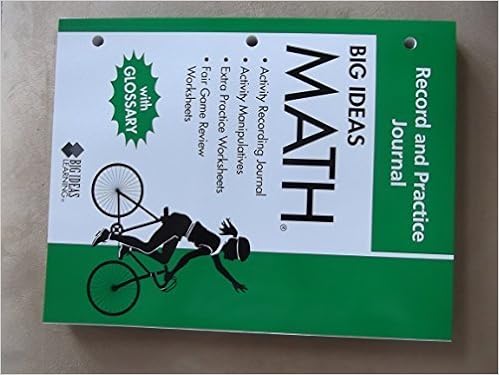 Record and Practice
Journal
BIG IDEAS
MATH®
• Activity Recording Journal
• Activity Manipulatives
• Extra Practice Worksheets
• Fair Game Review
Worksheets
with
GLOSSARY
BIG IDEAS
LEARNING®